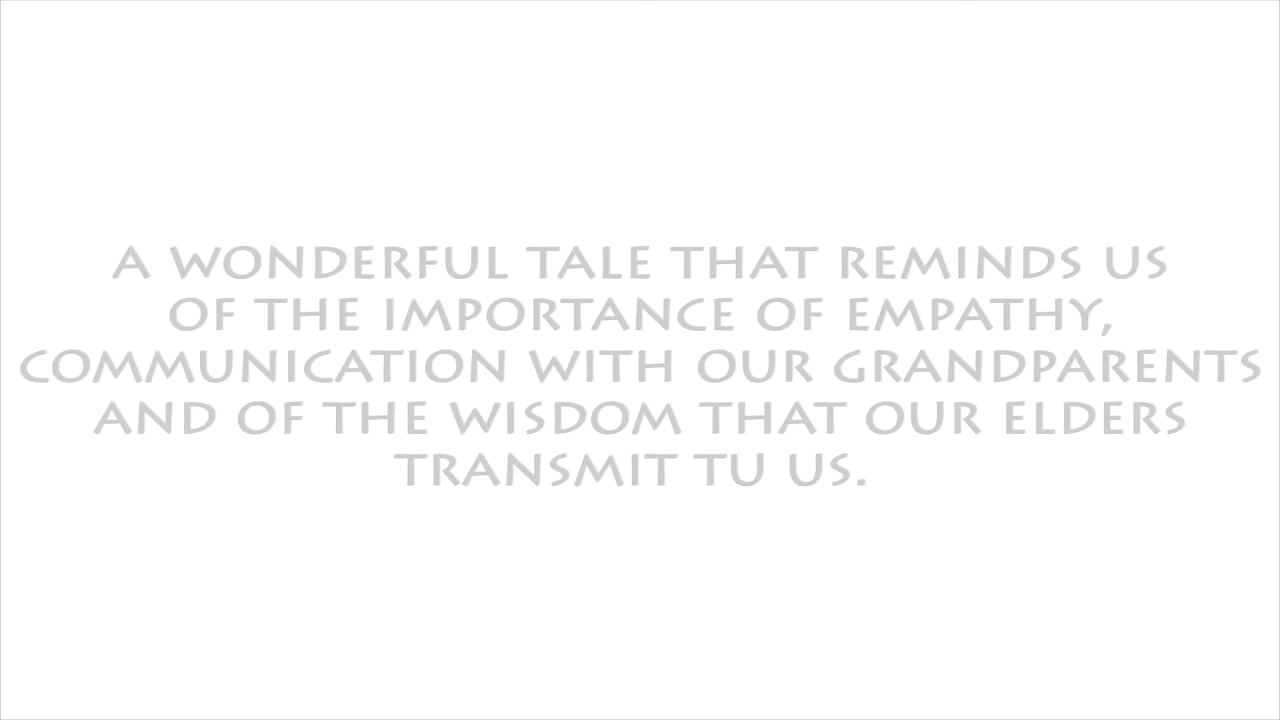 A WONDERFUL TALE THAT REMINDS US
OF THE IMPORTANCE OF EMPATHY,
COMMUNICATION WITH OUR GRANDPARENTS
AND OF THE WISDOM THAT OUR ELDERS
TRANSMIT TU US.